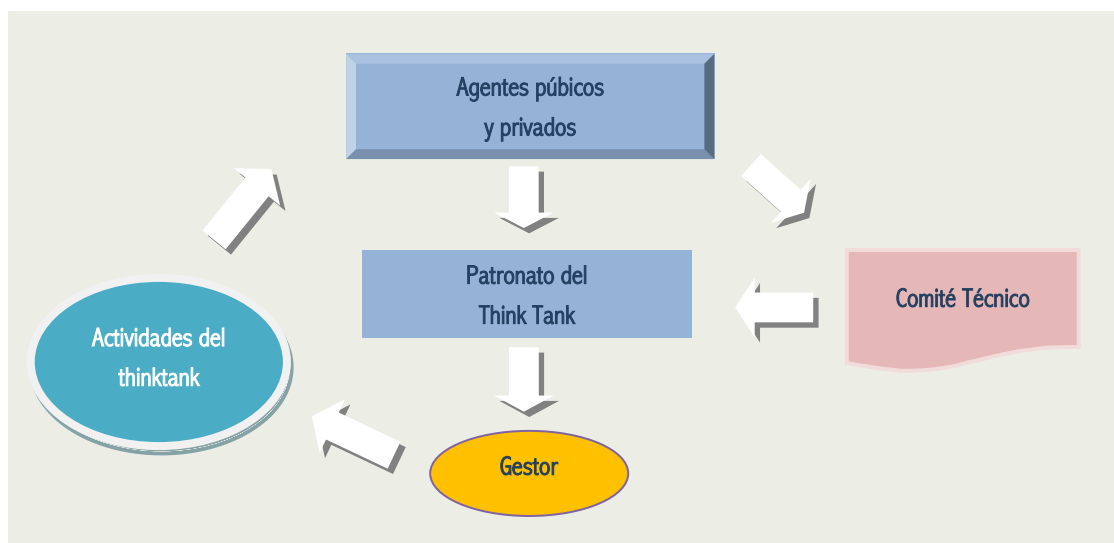 Agentes púbicos
y privados
Patronato del
Think Tank
Comité Técnico
Actividades del
thinktank
Gestor